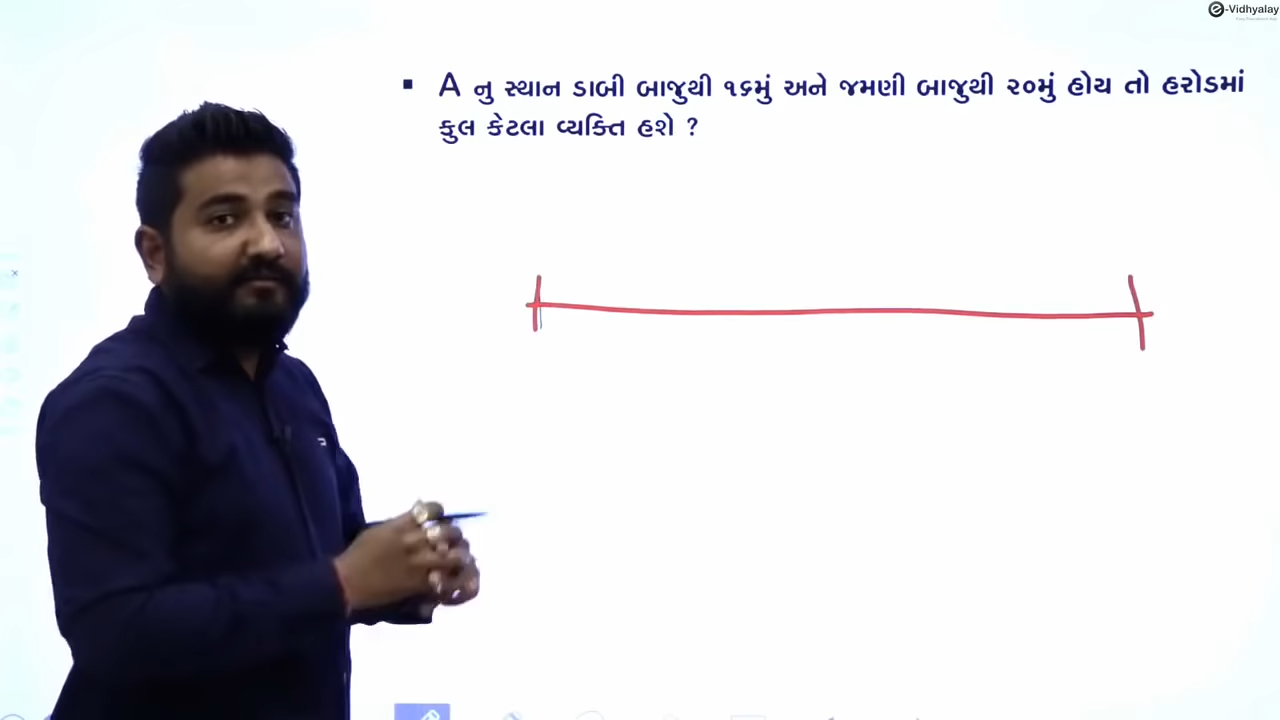 e-Vidhyalay
A નુ સ્થાન ડાબી બાજુથી ૧૬મું અને જમણી બાજુથી ૨૦મું હોય તો હરોડમાં
કુલ કેટલા વ્યક્તિ હશે ?